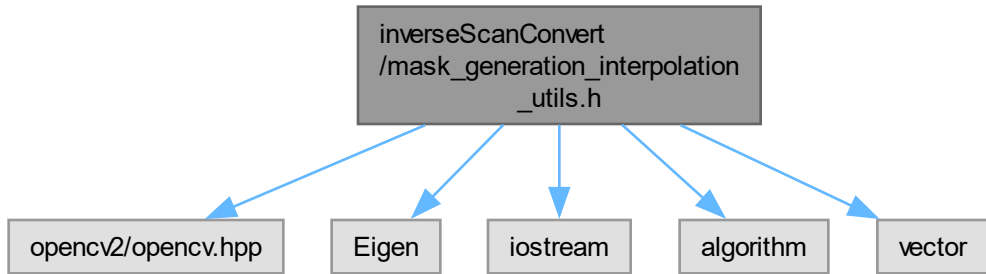 inverseScanConvert
/mask_generation_interpolation
_utils.h
opencv2/opencv.hpp
Eigen
iostream
algorithm
vector